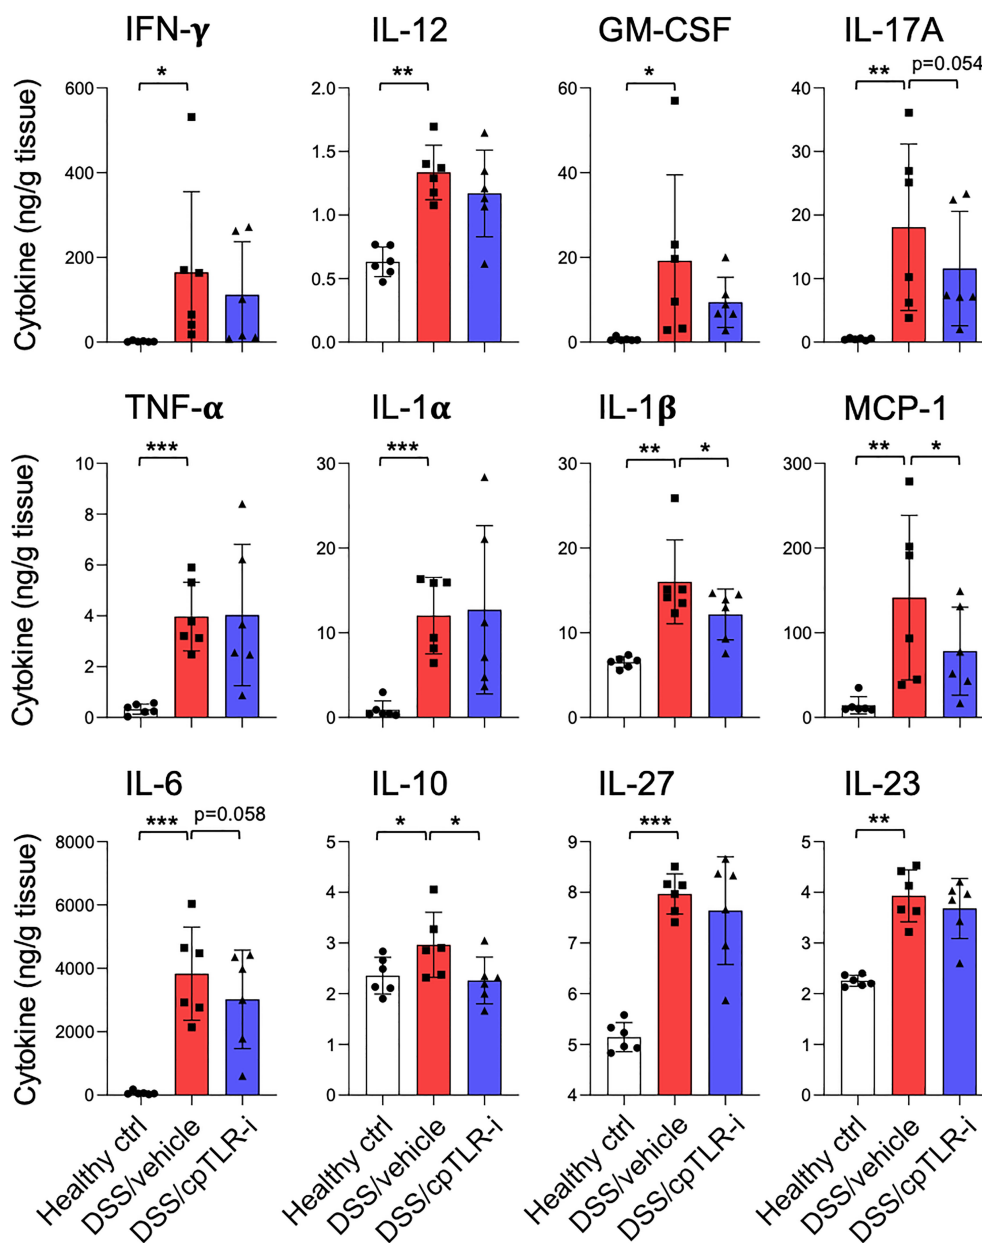 IFN-γ IL-12 GM-CSF IL-17A
* ** * ** p=0.054
Cytokine (ng/g tissue)
600 400 200 0
2.0 1.5 1.0 0.5 0.0
60 40 20 0
40 30 20 10 0
TNF-α IL-1α IL-1β MCP-1
*** *** ** * ** *
Cytokine (ng/g tissue)
10 8 6 4 2 0
30 20 10 0
30 20 10 0
300 200 100 0
IL-6 IL-10 IL-27 IL-23
*** p=0.058 * * *** **
Cytokine (ng/g tissue)
8000 6000 4000 2000 0
5 4 3 2 1 0
9 8 7 6 5 4
5 4 3 2 1 0
Healthy ctrl DSS/vehicle DSS/cpTLR-i
Healthy ctrl DSS/vehicle DSS/cpTLR-i
Healthy ctrl DSS/vehicle DSS/cpTLR-i
Healthy ctrl DSS/vehicle DSS/cpTLR-i